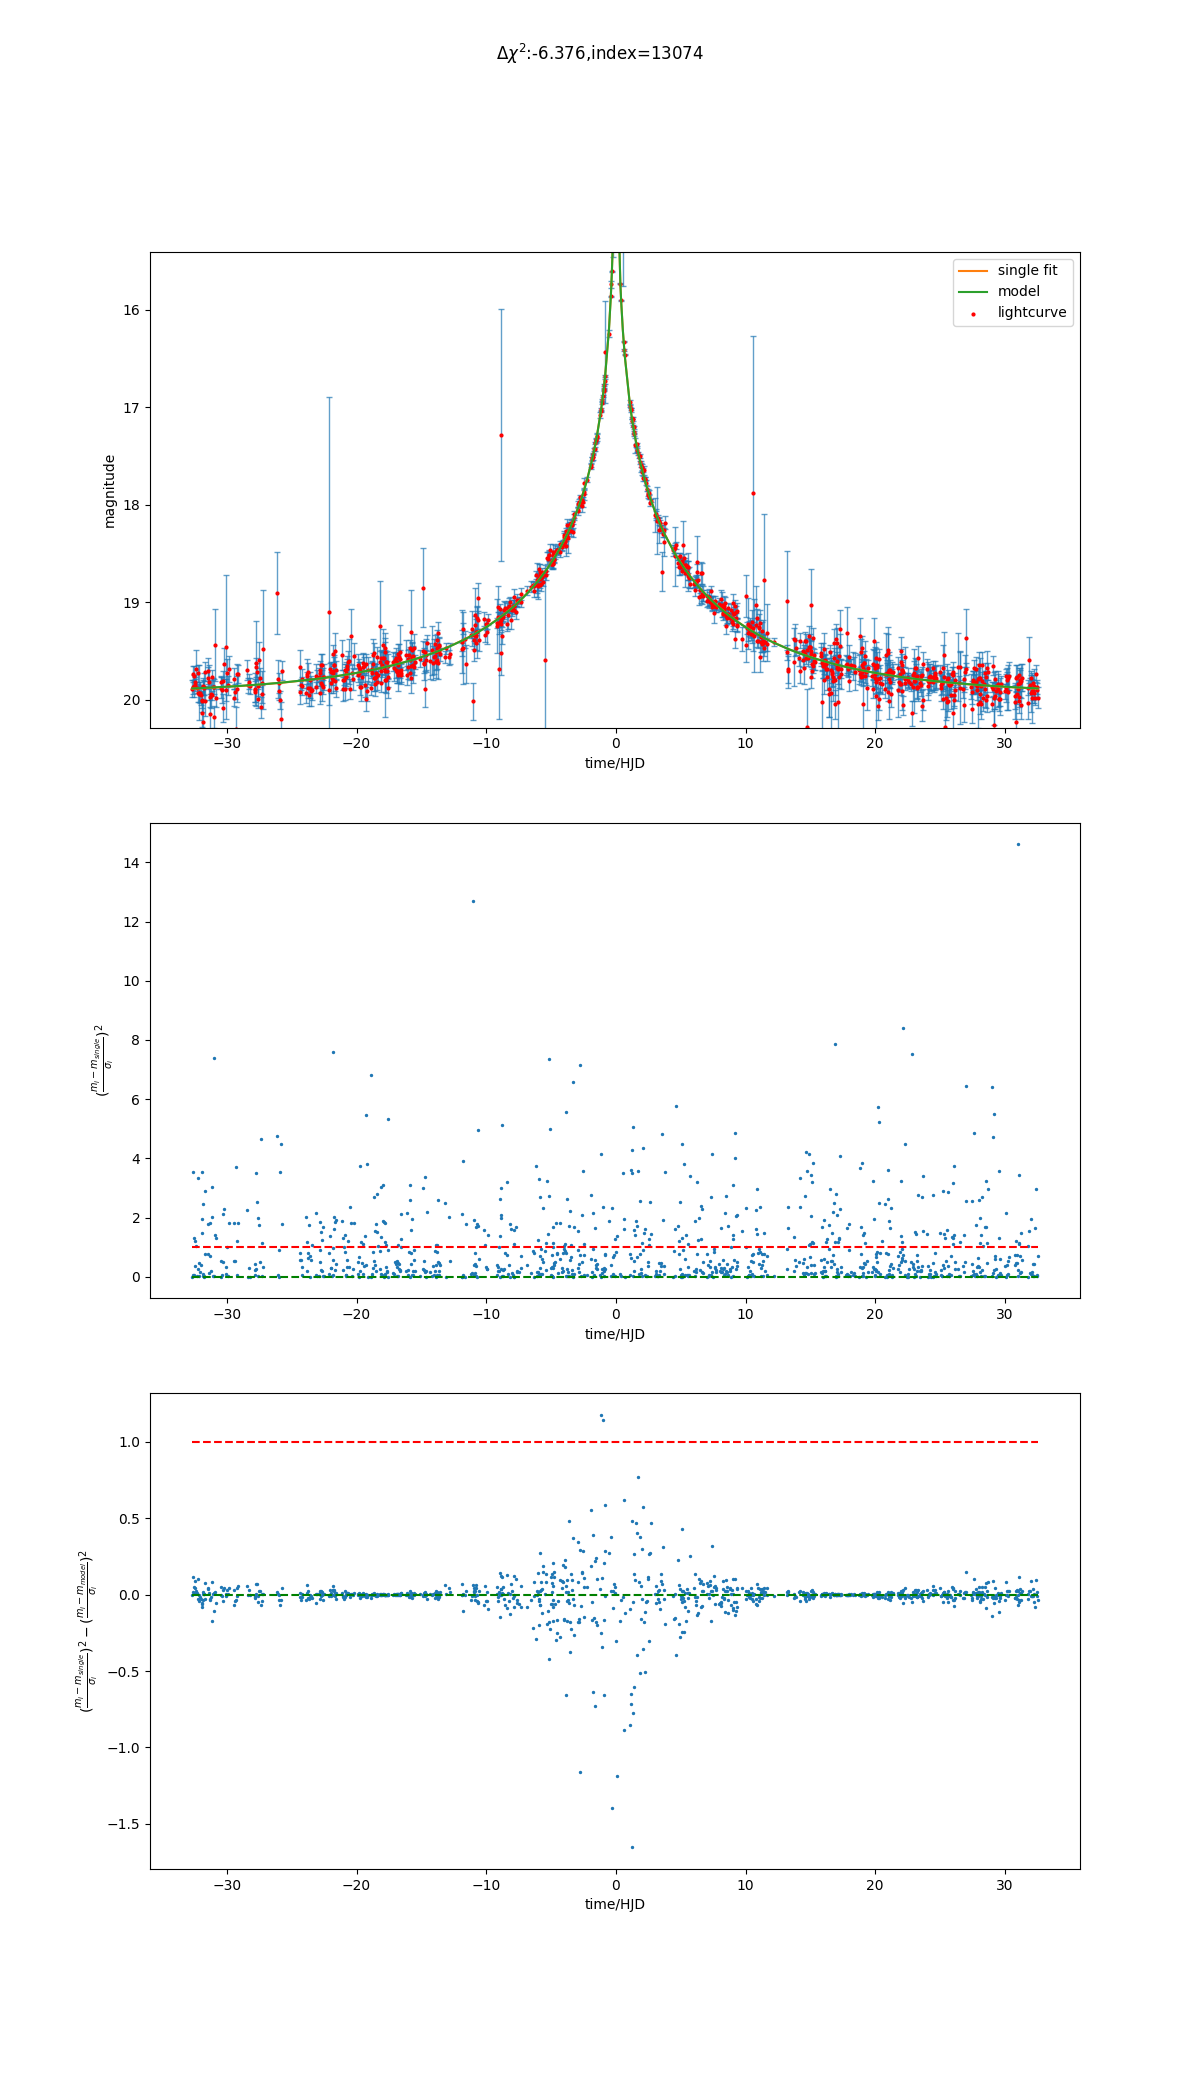 Δχ²:-6.376,index=13074
single fit
model
lightcurve
16
17
18
19
20
magnitude
−30 −20 −10 0 10 20 30
time/HJD
14
12
10
8
6
4
2
0
((m_i − m_single)/σ_i)²
−30 −20 −10 0 10 20 30
time/HJD
1.0
0.5
0.0
−0.5
−1.0
−1.5
((m_i − m_single)/σ_i)² − ((m_i − m_model)/σ_i)²
−30 −20 −10 0 10 20 30
time/HJD